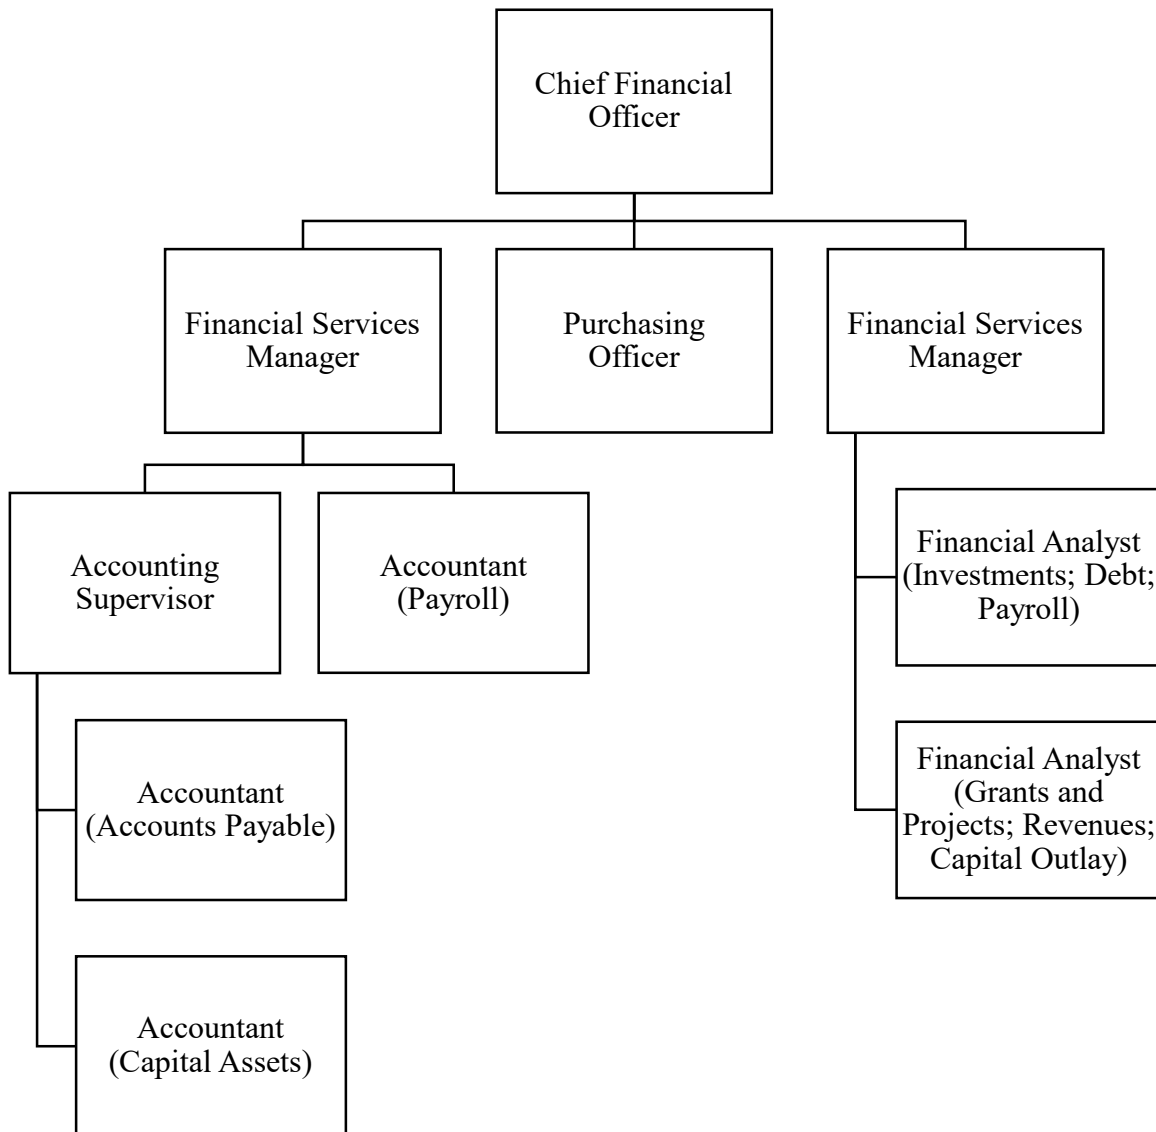 Chief Financial
Officer
Financial Services
Manager
Purchasing
Officer
Financial Services
Manager
Accounting
Supervisor
Accountant
(Payroll)
Financial Analyst
(Investments; Debt;
Payroll)
Accountant
(Accounts Payable)
Financial Analyst
(Grants and
Projects; Revenues;
Capital Outlay)
Accountant
(Capital Assets)